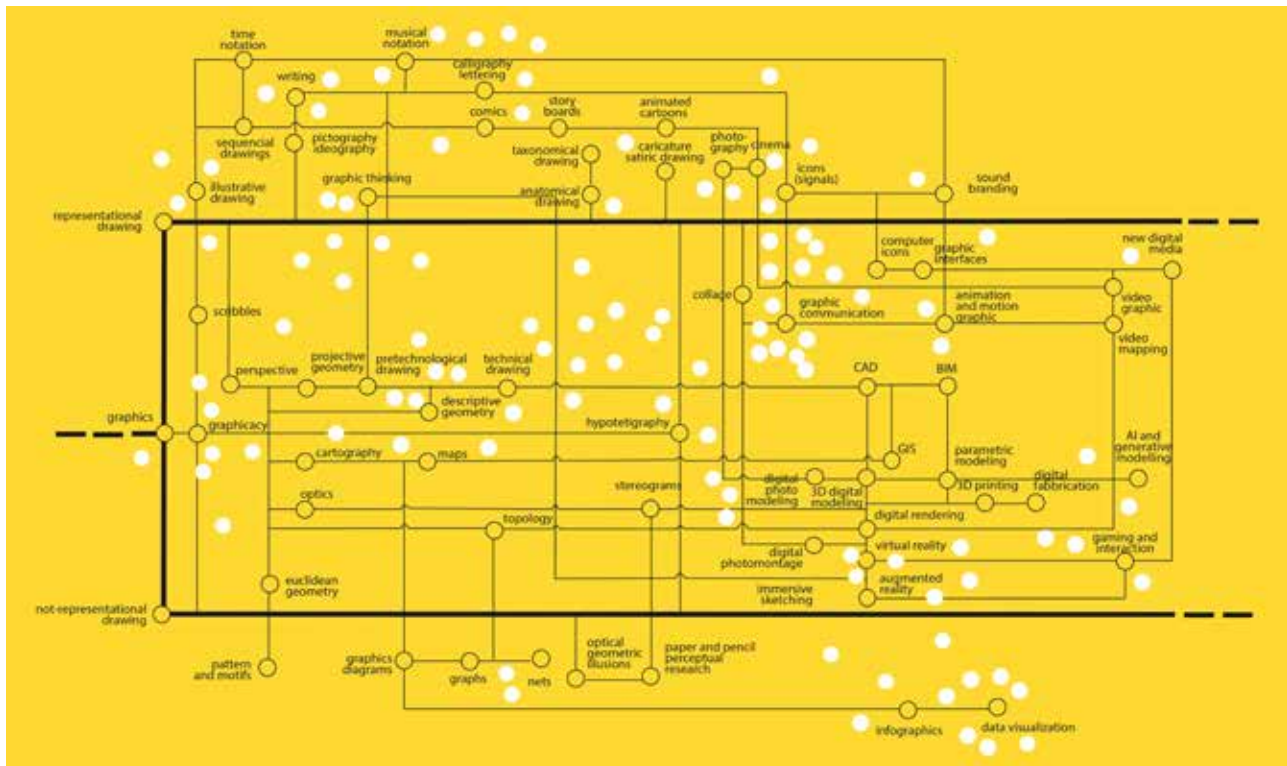 time
notation
musical
notation
calligraphy
lettering
writing
comics
story
boards
animated
cartoons
sequencial
drawings
pictography
ideography
taxonomical
drawing
caricature
satiric drawing
photo-
graphy
cinema
icons
(signals)
sound
branding
illustrative
drawing
graphic thinking
anatomical
drawing
representational
drawing
computer
icons
graphic
interfaces
new digital
media
collage
graphic
communication
animation and
motion
graphic
video
graphic
video
mapping
scribbles
perspective
projective
geometry
pretechnological
drawing
technical
drawing
CAD
BIM
descriptive
geometry
graphics
graphicacy
hypotetigraphy
cartography
maps
GIS
parametric
modeling
AI and
generative
modelling
optics
stereograms
digital
photo
modeling
3D digital
modeling
3D printing
digital
fabbrication
topology
digital rendering
digital
photomontage
virtual reality
gaming and
interaction
euclidean
geometry
immersive
sketching
augmented
reality
not-representational
drawing
pattern
and motifs
graphics
diagrams
graphs
nets
optical
geometric
illusions
paper and pencil
perceptual
research
infographics
data visualization